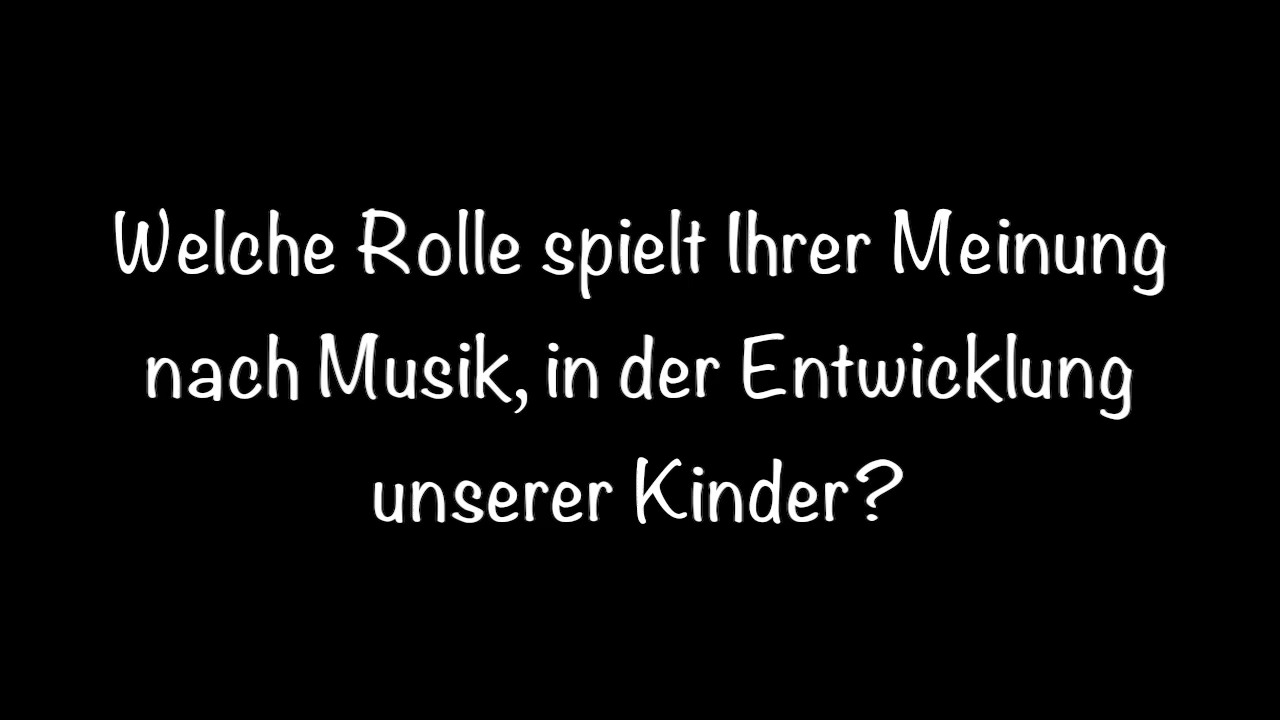 Welche Rolle spielt Ihrer Meinung
nach Musik, in der Entwicklung
unserer Kinder?